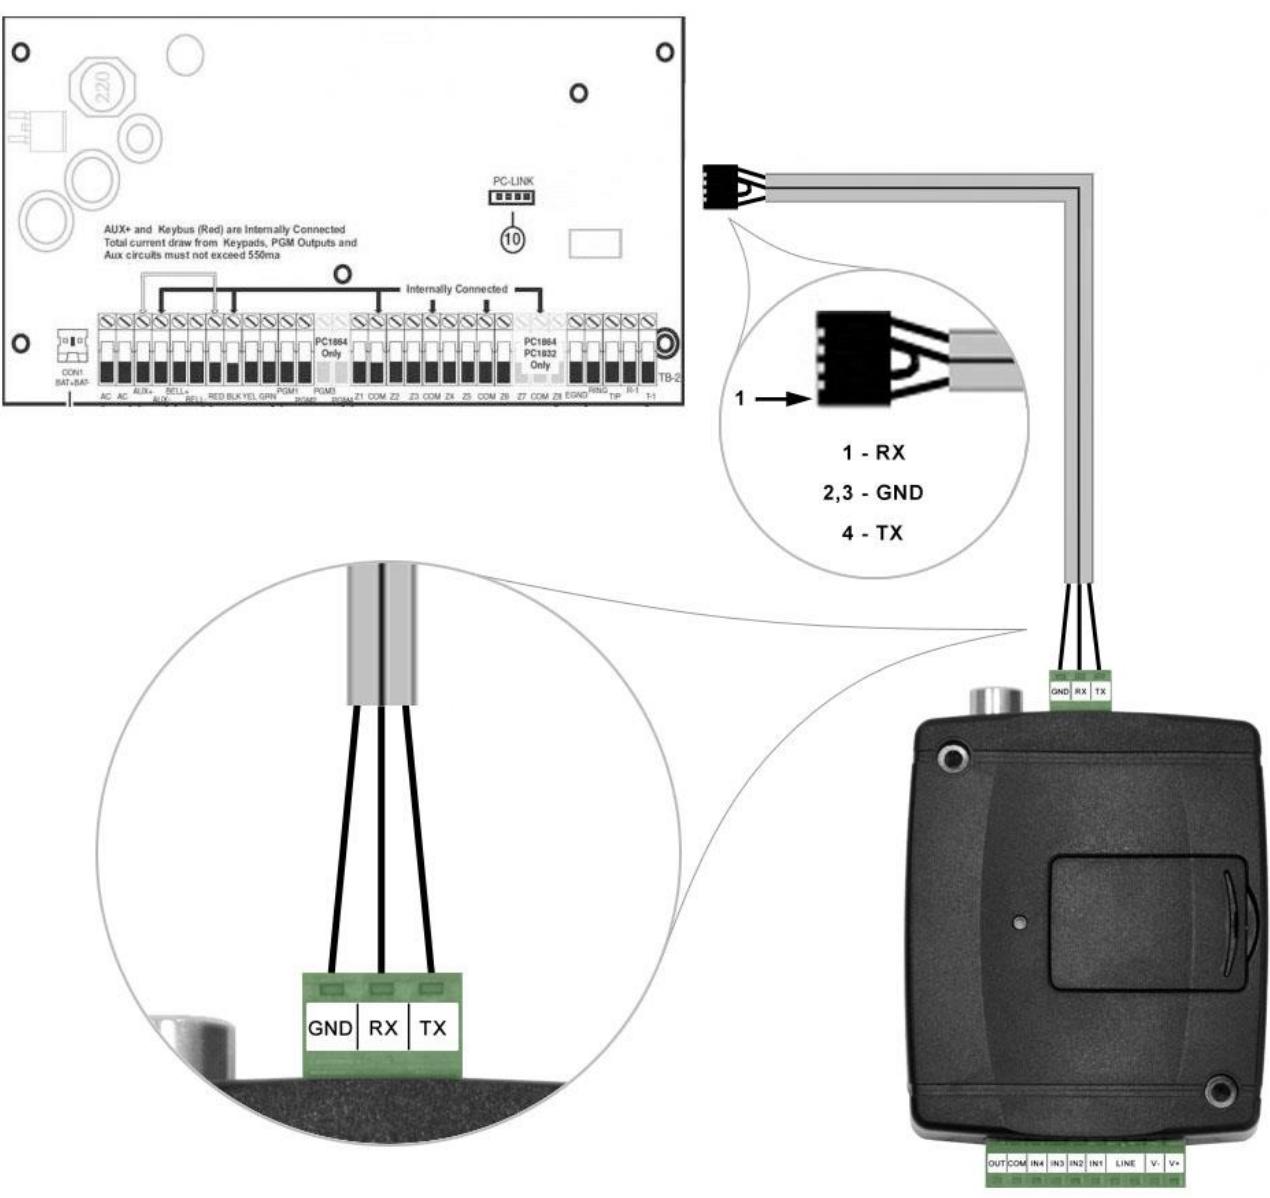 220
PC-LINK
10
AUX+ and Keybus (Red) are Internally Connected
Total current draw from Keypads, PGM Outputs and
Aux circuits must not exceed 550ma
Internally Connected
PC1864
Only
PC1864
PC1832
Only
CON1
BAT+BAT-
TB-2
AC AC AUX+ AUX- BELL+ BELL- RED BLK YEL GRN PGM1 PGM2 PGM3 PGM4 Z1 COM Z2 Z3 COM Z4 Z5 COM Z6 Z7 COM Z8 EGND RING TIP R-1 T-1
1
1 - RX
2,3 - GND
4 - TX
GND RX TX
GND RX TX
OUT COM IN4 IN3 IN2 IN1 LINE V- V+